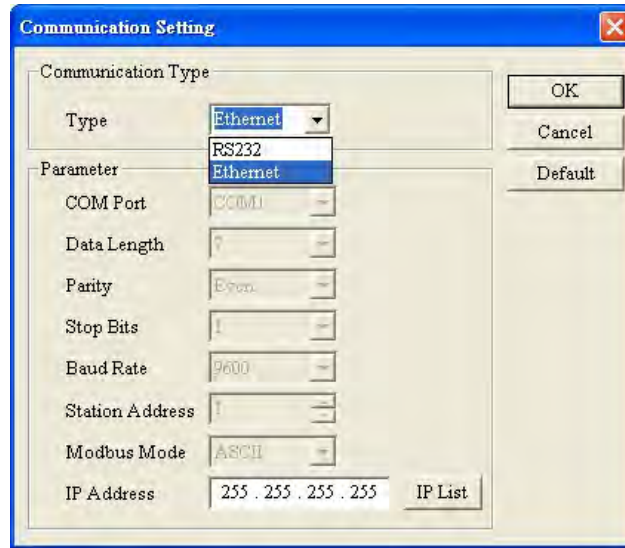 Communication Setting
Communication Type
Type Ethernet
RS232
Ethernet
OK
Cancel
Default
Parameter
COM Port COM1
Data Length 7
Parity Even
Stop Bits 1
Baud Rate 9600
Station Address 1
Modbus Mode ASCII
IP Address 255 . 255 . 255 . 255 IP List